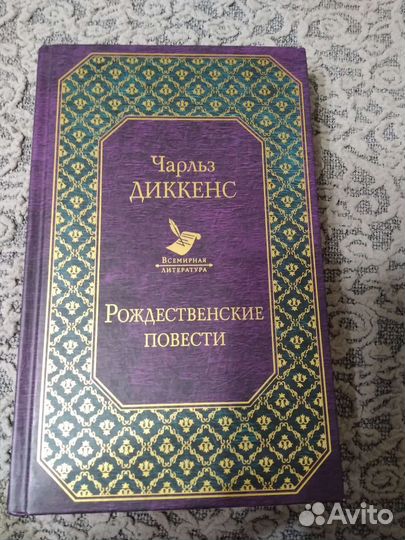 Чарльз
ДИККЕНС
ВСЕМИРНАЯ
ЛИТЕРАТУРА
РОЖДЕСТВЕНСКИЕ
ПОВЕСТИ
Avito